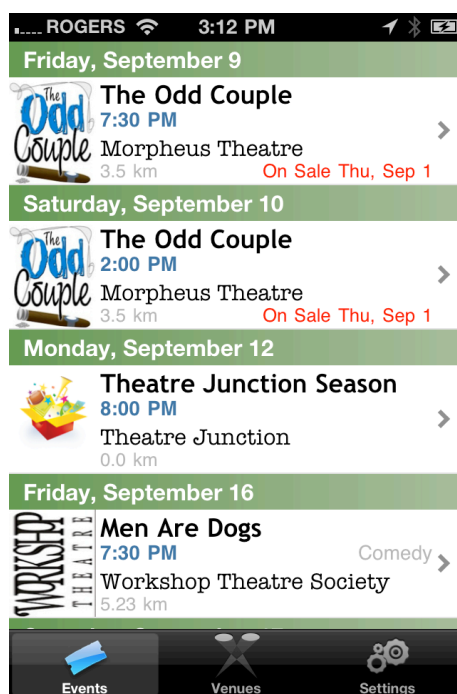 ROGERS 3:12 PM
Friday, September 9
The Odd Couple
The Odd Couple
7:30 PM
Morpheus Theatre
3.5 km On Sale Thu, Sep 1
Saturday, September 10
The Odd Couple
The Odd Couple
2:00 PM
Morpheus Theatre
3.5 km On Sale Thu, Sep 1
Monday, September 12
Theatre Junction Season
8:00 PM
Theatre Junction
0.0 km
Friday, September 16
WORKSHOP THEATRE
Men Are Dogs
7:30 PM Comedy
Workshop Theatre Society
5.23 km
Events Venues Settings